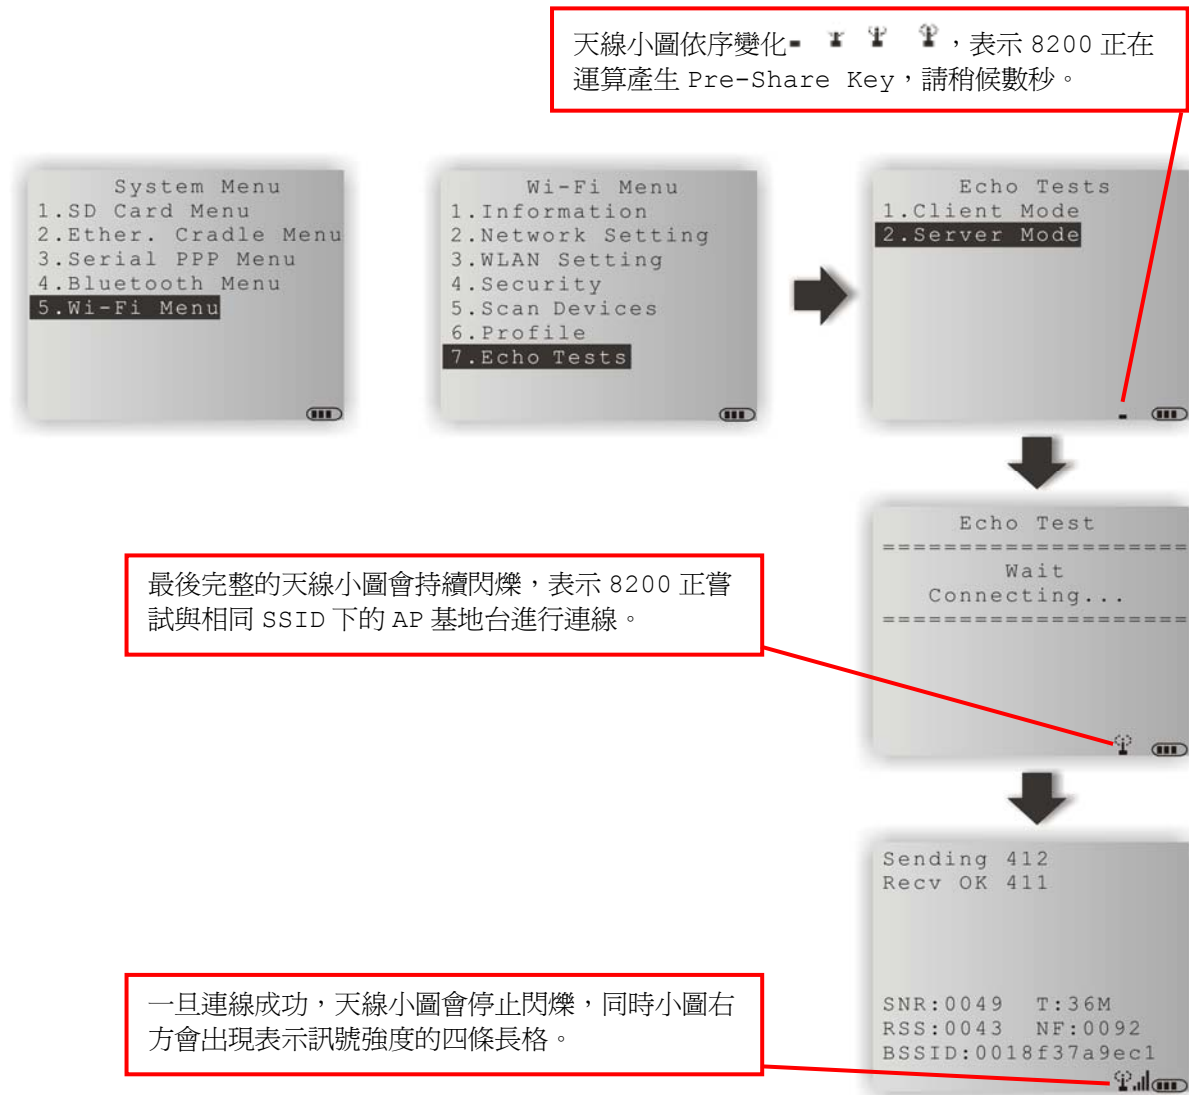 天線小圖依序變化，表示 8200 正在
運算產生 Pre-Share Key，請稍候數秒。
System Menu
1.SD Card Menu
2.Ether. Cradle Menu
3.Serial PPP Menu
4.Bluetooth Menu
5.Wi-Fi Menu
Wi-Fi Menu
1.Information
2.Network Setting
3.WLAN Setting
4.Security
5.Scan Devices
6.Profile
7.Echo Tests
Echo Tests
1.Client Mode
2.Server Mode
Echo Test
====================
Wait
Connecting...
====================
最後完整的天線小圖會持續閃爍，表示 8200 正嘗
試與相同 SSID 下的 AP 基地台進行連線。
Sending 412
Recv OK 411
SNR:0049 T:36M
RSS:0043 NF:0092
BSSID:0018f37a9ec1
一旦連線成功，天線小圖會停止閃爍，同時小圖右
方會出現表示訊號強度的四條長格。